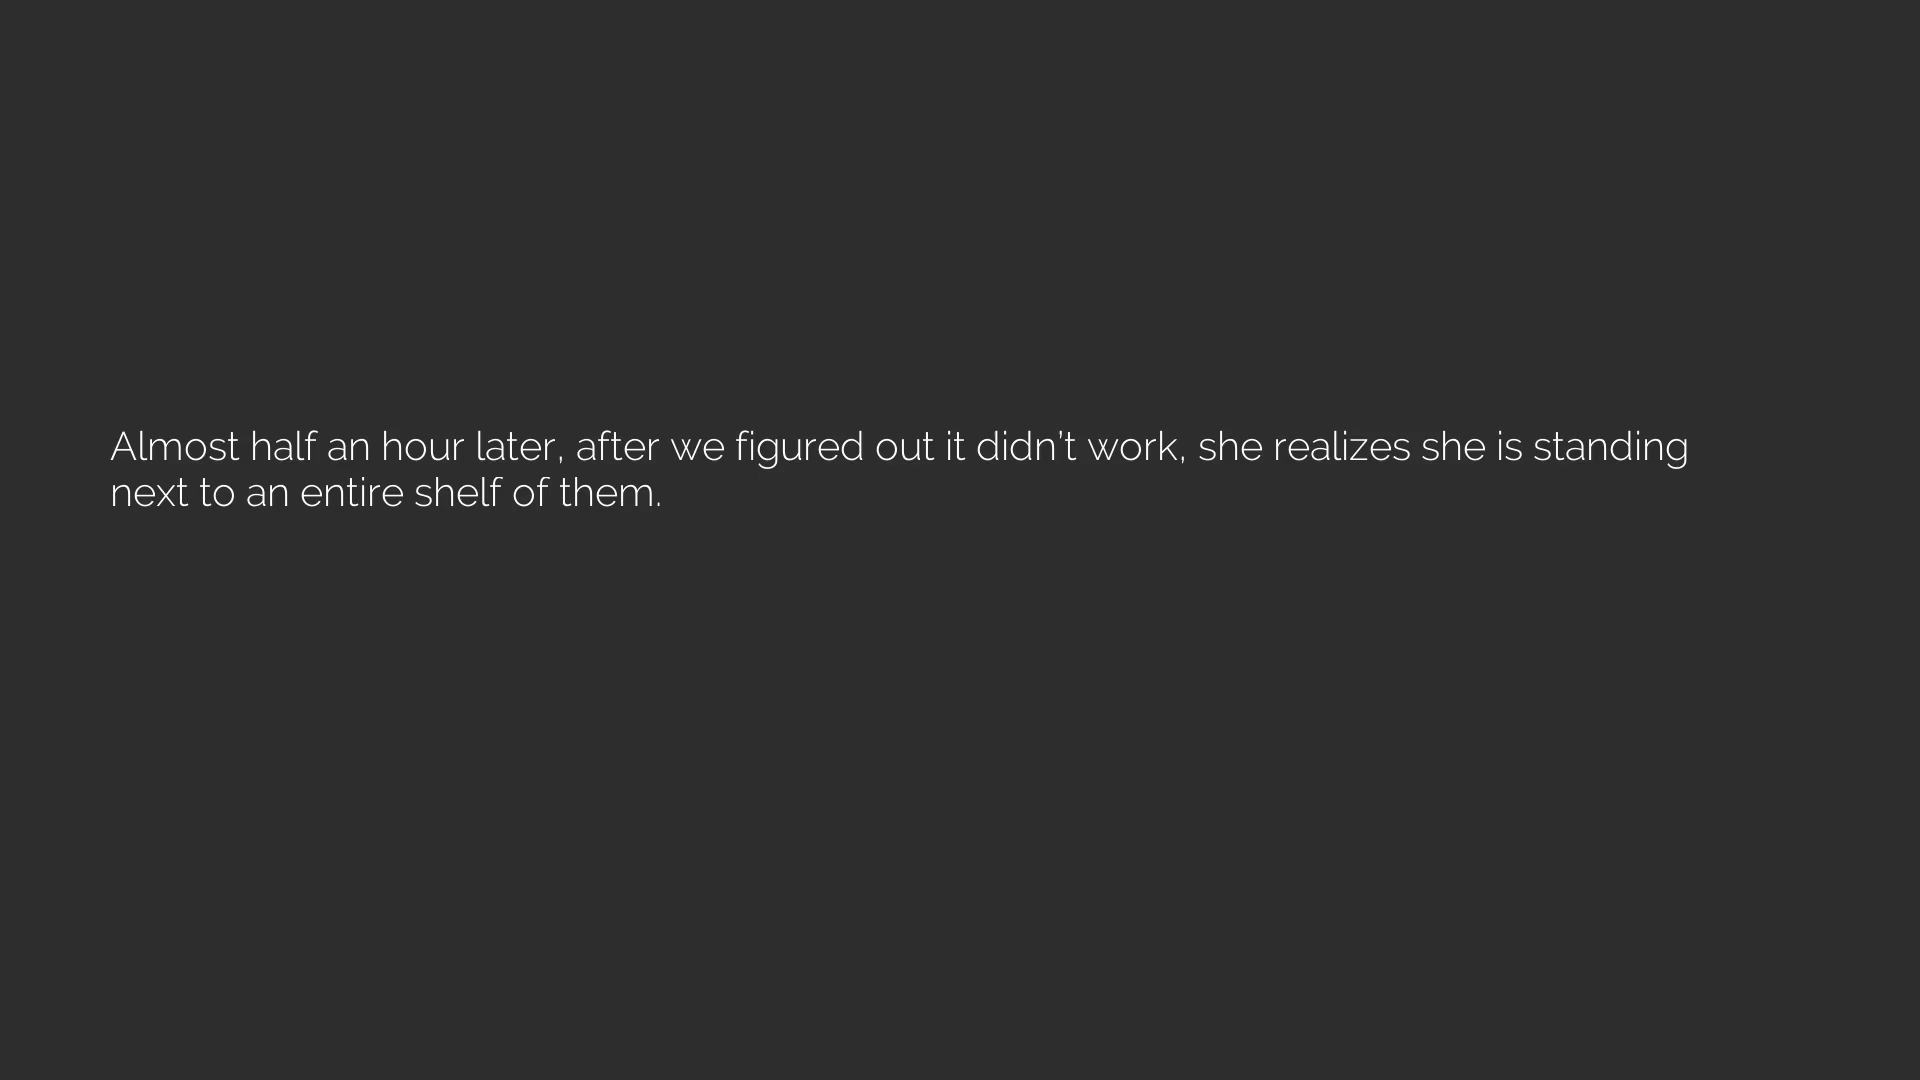 Almost half an hour later, after we figured out it didn’t work, she realizes she is standing
next to an entire shelf of them.